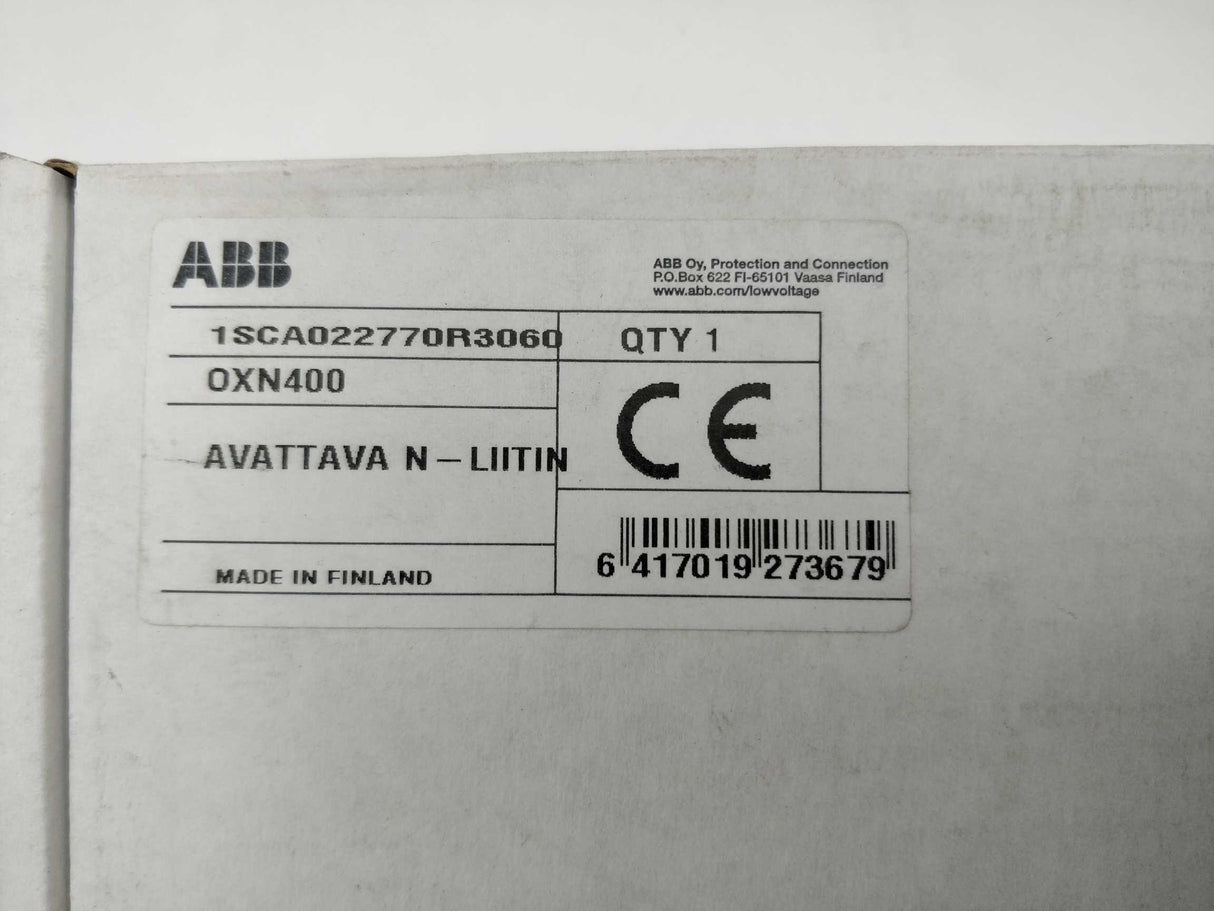 ABB
ABB Oy, Protection and Connection
P.O.Box 622 FI-65101 Vaasa Finland
www.abb.com/lowvoltage
1SCA022770R3060
QTY 1
OXN400
CE
AVATTAVA N-LIITIN
6 417019 273679
MADE IN FINLAND